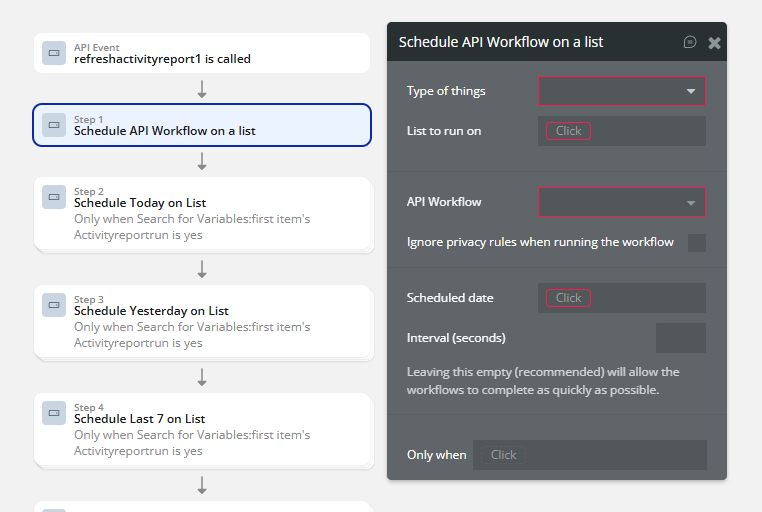 API Event
refreshactivityreport1 is called
Step 1
Schedule API Workflow on a list
Step 2
Schedule Today on List
Only when Search for Variables:first item's
Activityreportrun is yes
Step 3
Schedule Yesterday on List
Only when Search for Variables:first item's
Activityreportrun is yes
Step 4
Schedule Last 7 on List
Only when Search for Variables:first item's
Activityreportrun is yes
Schedule API Workflow on a list
Type of things
List to run on Click
API Workflow
Ignore privacy rules when running the workflow
Scheduled date Click
Interval (seconds)
Leaving this empty (recommended) will allow the
workflows to complete as quickly as possible.
Only when Click